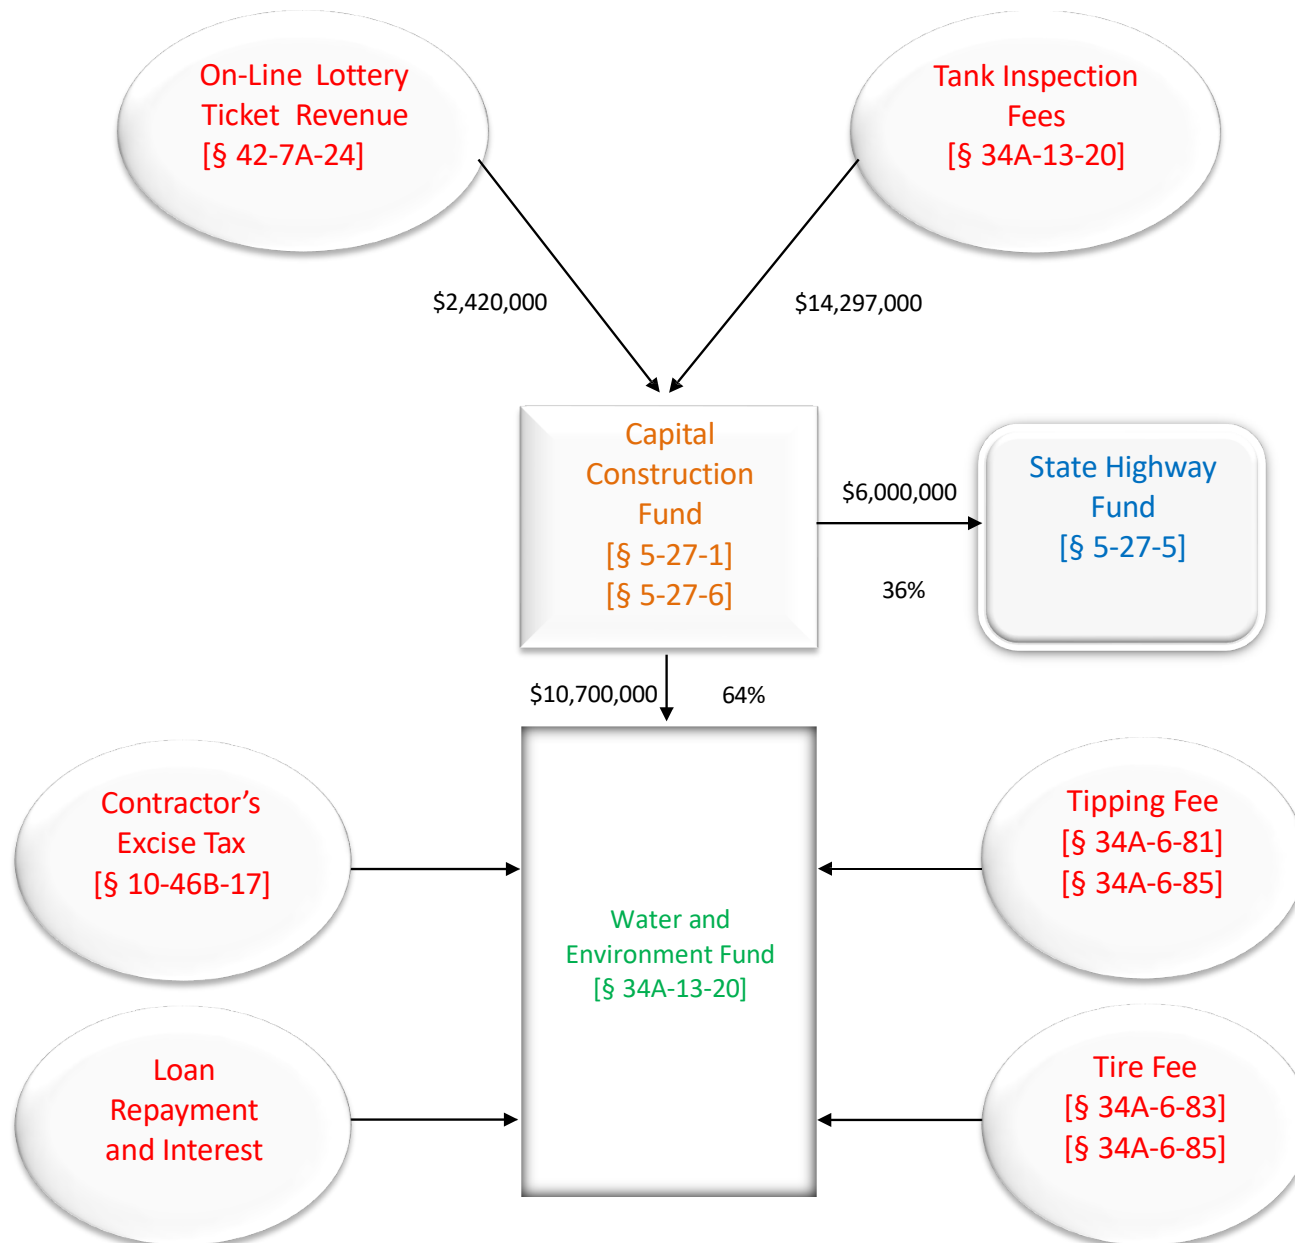 On-Line Lottery
Ticket Revenue
[§ 42-7A-24]
Tank Inspection
Fees
[§ 34A-13-20]
$2,420,000
$14,297,000
Capital
Construction
Fund
[§ 5-27-1]
[§ 5-27-6]
$6,000,000
36%
State Highway
Fund
[§ 5-27-5]
$10,700,000
64%
Contractor’s
Excise Tax
[§ 10-46B-17]
Water and
Environment Fund
[§ 34A-13-20]
Tipping Fee
[§ 34A-6-81]
[§ 34A-6-85]
Loan
Repayment
and Interest
Tire Fee
[§ 34A-6-83]
[§ 34A-6-85]